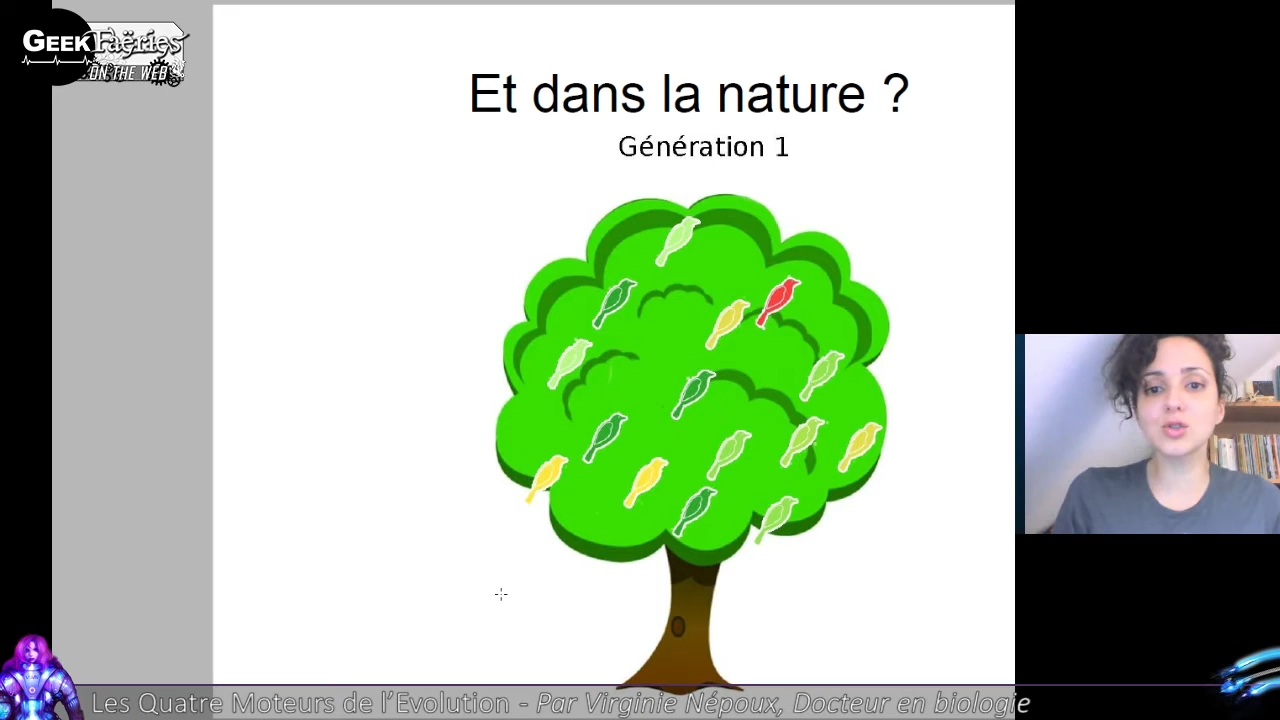 GEEK Faëries
ON THE WEB
Et dans la nature ?
Génération 1
Les Quatre Moteurs de l’Evolution - Par Virginie Népoux, Docteur en biologie